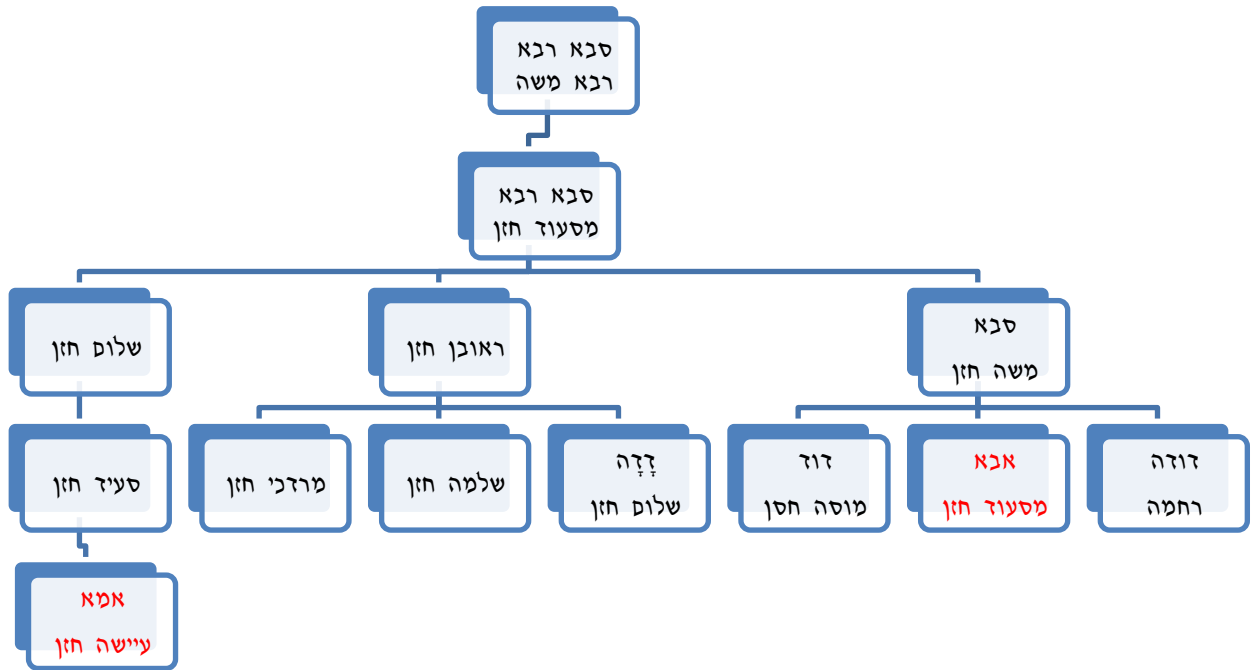 סבא רבא
רבא משה
סבא רבא
מסעוד חזן
סבא
משה חזן
ראובן חזן
שלום חזן
דודה
רחמה
אבא
מסעוד חזן
דוד
מוסה חסן
דָדָה
שלום חזן
שלמה חזן
מרדכי חזן
סעיד חזן
אמא
עיישה חזן